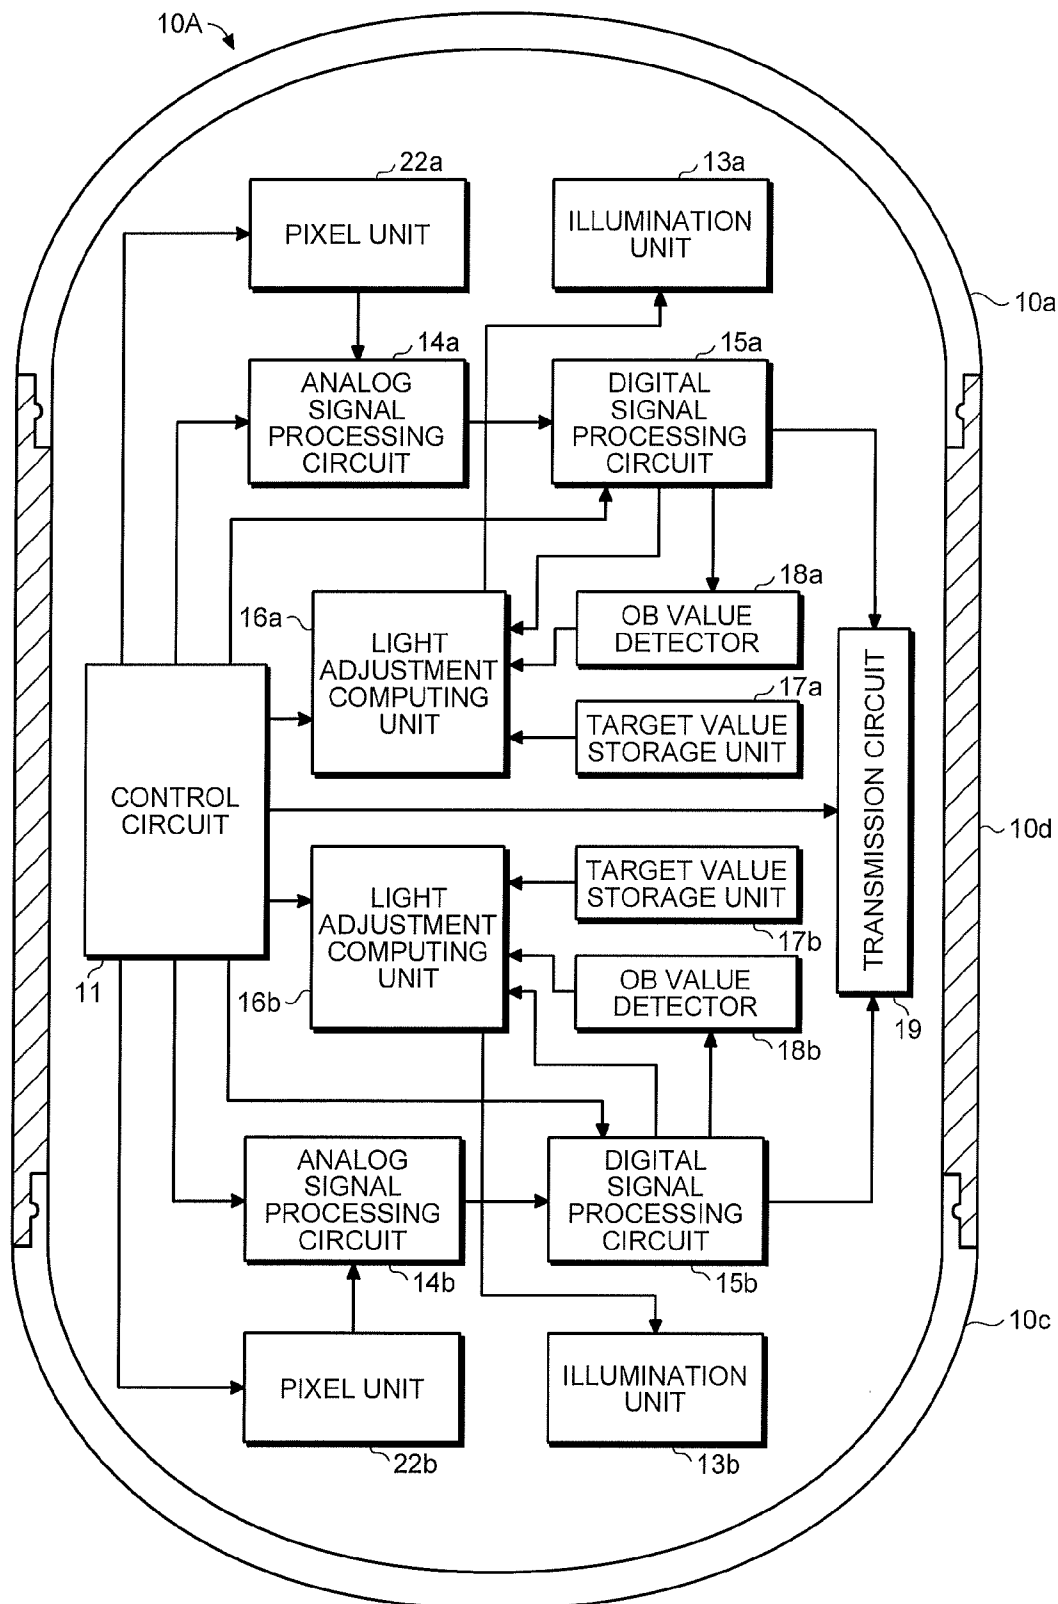 10A
22a
PIXEL UNIT
13a
ILLUMINATION
UNIT
10a
14a
ANALOG
SIGNAL
PROCESSING
CIRCUIT
15a
DIGITAL
SIGNAL
PROCESSING
CIRCUIT
16a
LIGHT
ADJUSTMENT
COMPUTING
UNIT
18a
OB VALUE
DETECTOR
17a
TARGET VALUE
STORAGE UNIT
CONTROL
CIRCUIT
11
TRANSMISSION CIRCUIT
19
10d
LIGHT
ADJUSTMENT
COMPUTING
UNIT
16b
TARGET VALUE
STORAGE UNIT
17b
OB VALUE
DETECTOR
18b
ANALOG
SIGNAL
PROCESSING
CIRCUIT
14b
DIGITAL
SIGNAL
PROCESSING
CIRCUIT
15b
10c
PIXEL UNIT
22b
ILLUMINATION
UNIT
13b